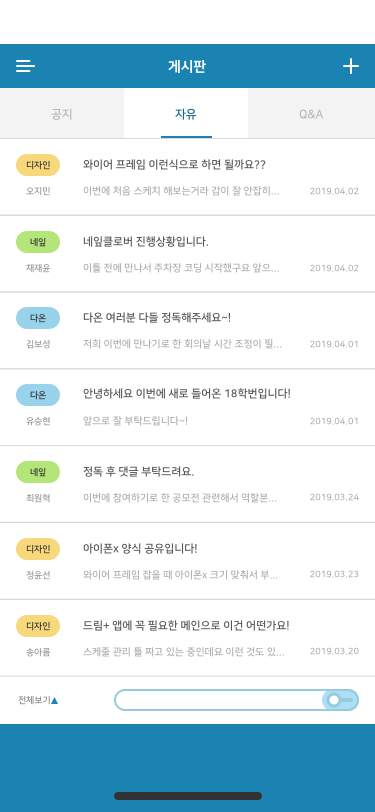 게시판
공지
자유
Q&A
디자인
와이어 프레임 이런식으로 하면 될까요??
오지민
이번에 처음 스케치 해보는거라 감이 잘 안잡히...
2019.04.02
네잎
네잎클로버 진행상황입니다.
채재윤
이틀 전에 만나서 주차장 코딩 시작했구요 앞으...
2019.04.02
다온
다온 여러분 다들 정독해주세요~!
김보성
저희 이번에 만나기로 한 회의날 시간 조정이 필...
2019.04.01
다온
안녕하세요 이번에 새로 들어온 18학번입니다!
유승현
앞으로 잘 부탁드립니다~!
2019.04.01
네잎
정독 후 댓글 부탁드려요.
최원혁
이번에 참여하기로 한 공모전 관련해서 역할분...
2019.03.24
디자인
아이폰x 양식 공유입니다!
정윤선
와이어 프레임 잡을 때 아이폰x 크기 맞춰서 부...
2019.03.23
디자인
드림+ 앱에 꼭 필요한 메인으로 이건 어떤가요!
송아름
스케줄 관리 틀 짜고 있는 중인데요 이런 것도 있...
2019.03.20
전체보기▲